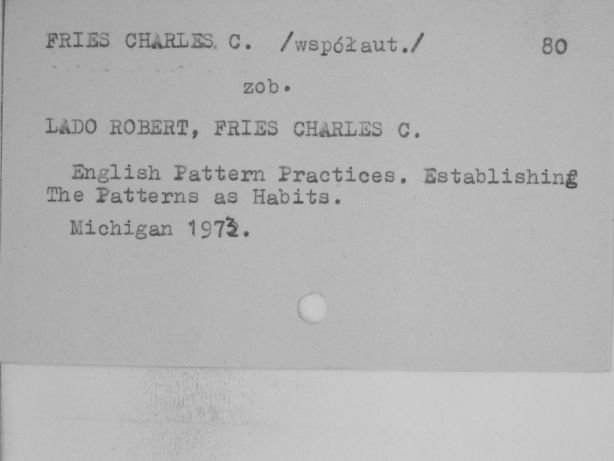 FRIES CHARLES C. /współaut./ 80
zob.
LADO ROBERT, FRIES CHARLES C.
English Pattern Practices. Establishing
The Patterns as Habits.
Michigan